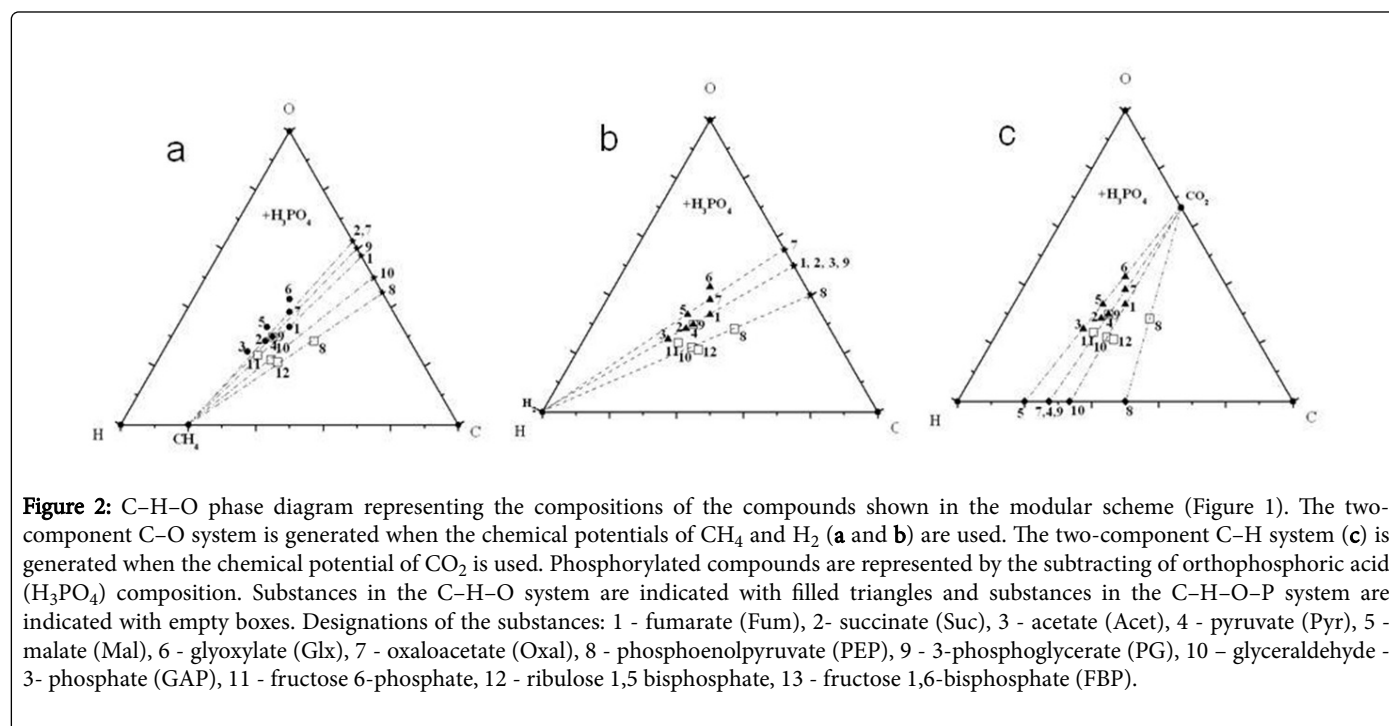 a
O
+H3PO4
2,7
9
1
10
8
6
7
5
1
2
9
3
4 10
8
11
12
H
CH4
C
b
O
+H3PO4
7
1, 2, 3, 9
8
6
7
5
1
2
9
3
4
8
11
10
12
H2
H
C
c
O
+H3PO4
CO2
6
7
5
1
2
9
3
4
8
11
10
12
H
5
7,4,9
10
8
C
Figure 2: C–H–O phase diagram representing the compositions of the compounds shown in the modular scheme (Figure 1). The two-
component C–O system is generated when the chemical potentials of CH4 and H2 (a and b) are used. The two-component C–H system (c) is
generated when the chemical potential of CO2 is used. Phosphorylated compounds are represented by the subtracting of orthophosphoric acid
(H3PO4) composition. Substances in the C–H–O system are indicated with filled triangles and substances in the C–H–O–P system are
indicated with empty boxes. Designations of the substances: 1 - fumarate (Fum), 2- succinate (Suc), 3 - acetate (Acet), 4 - pyruvate (Pyr), 5 -
malate (Mal), 6 - glyoxylate (Glx), 7 - oxaloacetate (Oxal), 8 - phosphoenolpyruvate (PEP), 9 - 3-phosphoglycerate (PG), 10 – glyceraldehyde -
3- phosphate (GAP), 11 - fructose 6-phosphate, 12 - ribulose 1,5 bisphosphate, 13 - fructose 1,6-bisphosphate (FBP).